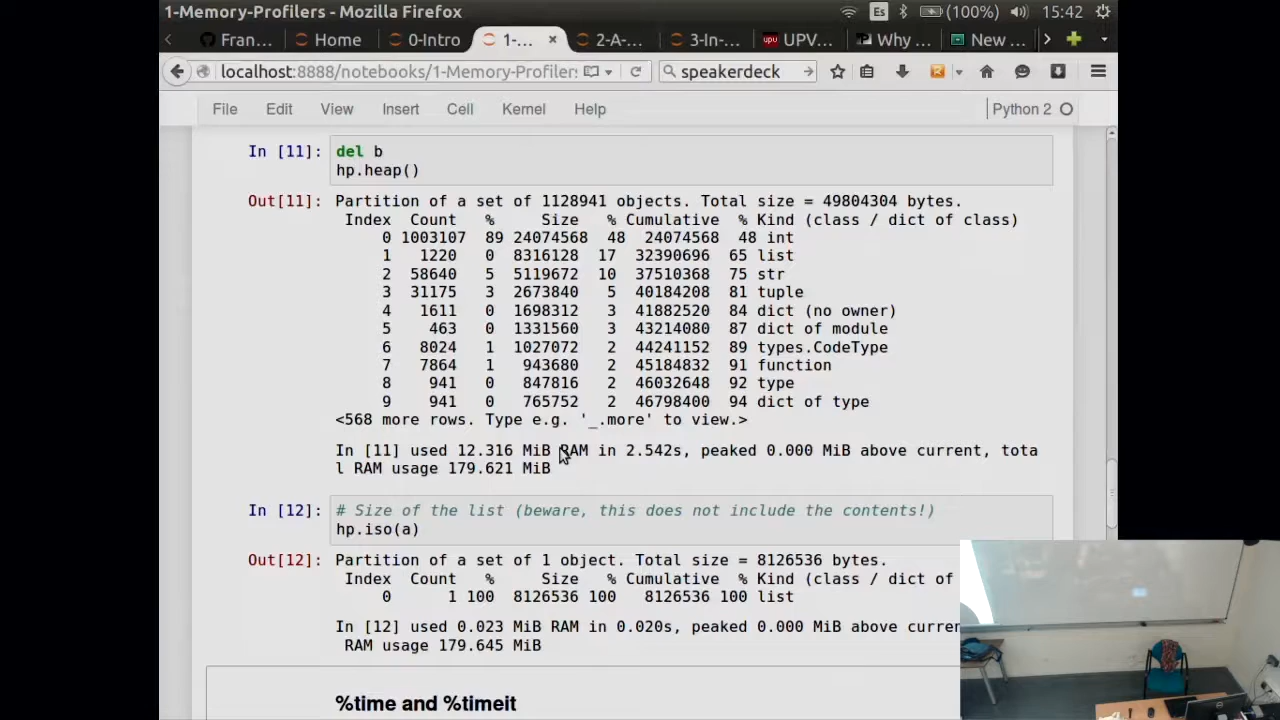 1-Memory-Profilers - Mozilla Firefox
Es
(100%)
15:42
Fran...
Home
0-Intro
1-...
2-A-...
3-In-...
upu UPV...
Why ...
New ...
localhost:8888/notebooks/1-Memory-Profilers
speakerdeck
File Edit View Insert Cell Kernel Help
Python 2
In [11]: del b
hp.heap()
Out[11]: Partition of a set of 1128941 objects. Total size = 49804304 bytes.
Index Count % Size % Cumulative % Kind (class / dict of class)
0 1003107 89 24074568 48 24074568 48 int
1 1220 0 8316128 17 32390696 65 list
2 58640 5 5119672 10 37510368 75 str
3 31175 3 2673840 5 40184208 81 tuple
4 1611 0 1698312 3 41882520 84 dict (no owner)
5 463 0 1331560 3 43214080 87 dict of module
6 8024 1 1027072 2 44241152 89 types.CodeType
7 7864 1 943680 2 45184832 91 function
8 941 0 847816 2 46032648 92 type
9 941 0 765752 2 46798400 94 dict of type
<568 more rows. Type e.g. '_.more' to view.>
In [11] used 12.316 MiB RAM in 2.542s, peaked 0.000 MiB above current, tota
l RAM usage 179.621 MiB
In [12]: # Size of the list (beware, this does not include the contents!)
hp.iso(a)
Out[12]: Partition of a set of 1 object. Total size = 8126536 bytes.
Index Count % Size % Cumulative % Kind (class / dict of
0 1 100 8126536 100 8126536 100 list
In [12] used 0.023 MiB RAM in 0.020s, peaked 0.000 MiB above curren
RAM usage 179.645 MiB
%time and %timeit